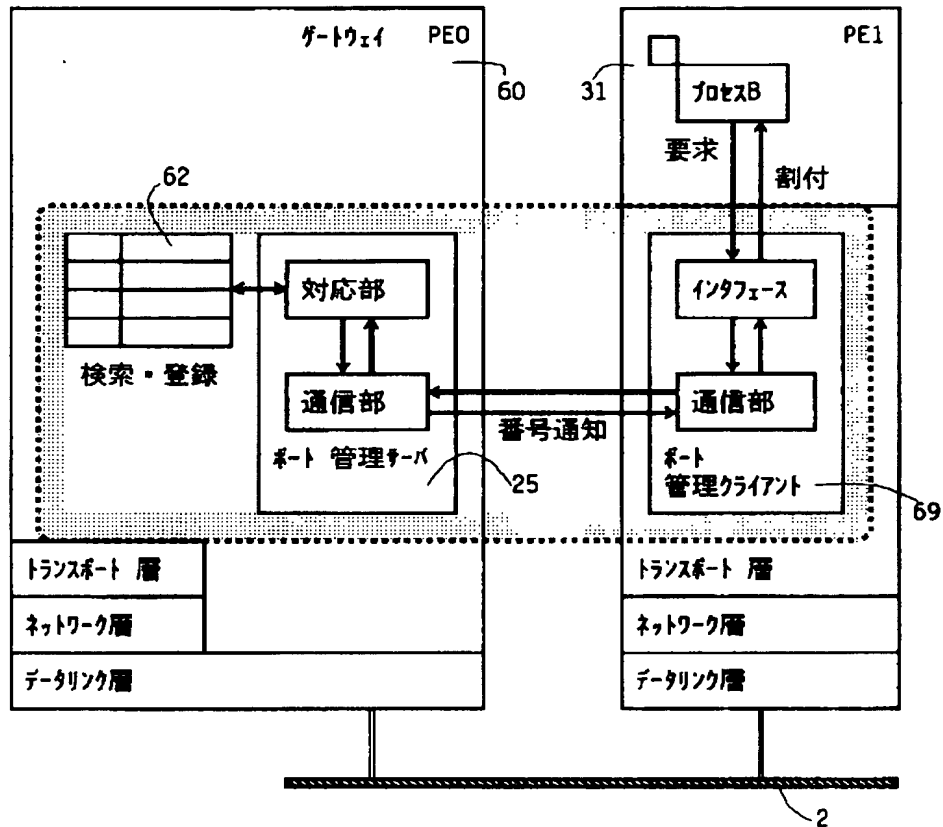 ゲートウェイ PE0
60
62
対応部
検索・登録
通信部
ポート 管理サーバ
25
番号通知
トランスポート 層
ネットワーク層
データリンク層
PE1
31
プロセスB
要求
割付
インタフェース
通信部
ポート
管理クライアント
69
トランスポート 層
ネットワーク層
データリンク層
2